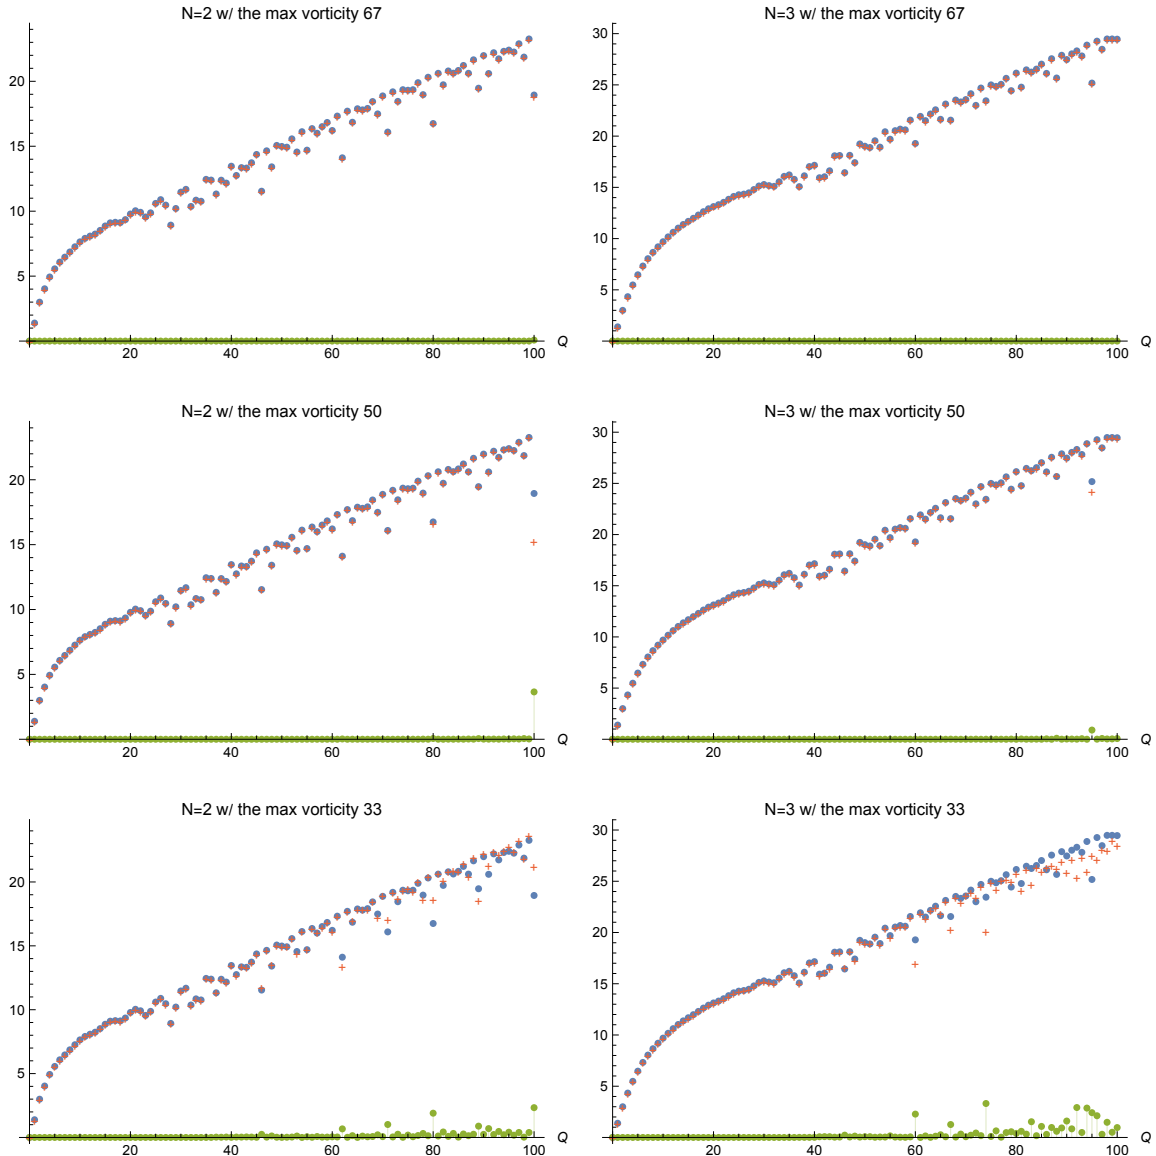 N=2 w/ the max vorticity 67
20
15
10
5
20 40 60 80 100 Q
N=3 w/ the max vorticity 67
30
25
20
15
10
5
20 40 60 80 100 Q
N=2 w/ the max vorticity 50
20
15
10
5
20 40 60 80 100 Q
N=3 w/ the max vorticity 50
30
25
20
15
10
5
20 40 60 80 100 Q
N=2 w/ the max vorticity 33
20
15
10
5
20 40 60 80 100 Q
N=3 w/ the max vorticity 33
30
25
20
15
10
5
20 40 60 80 100 Q